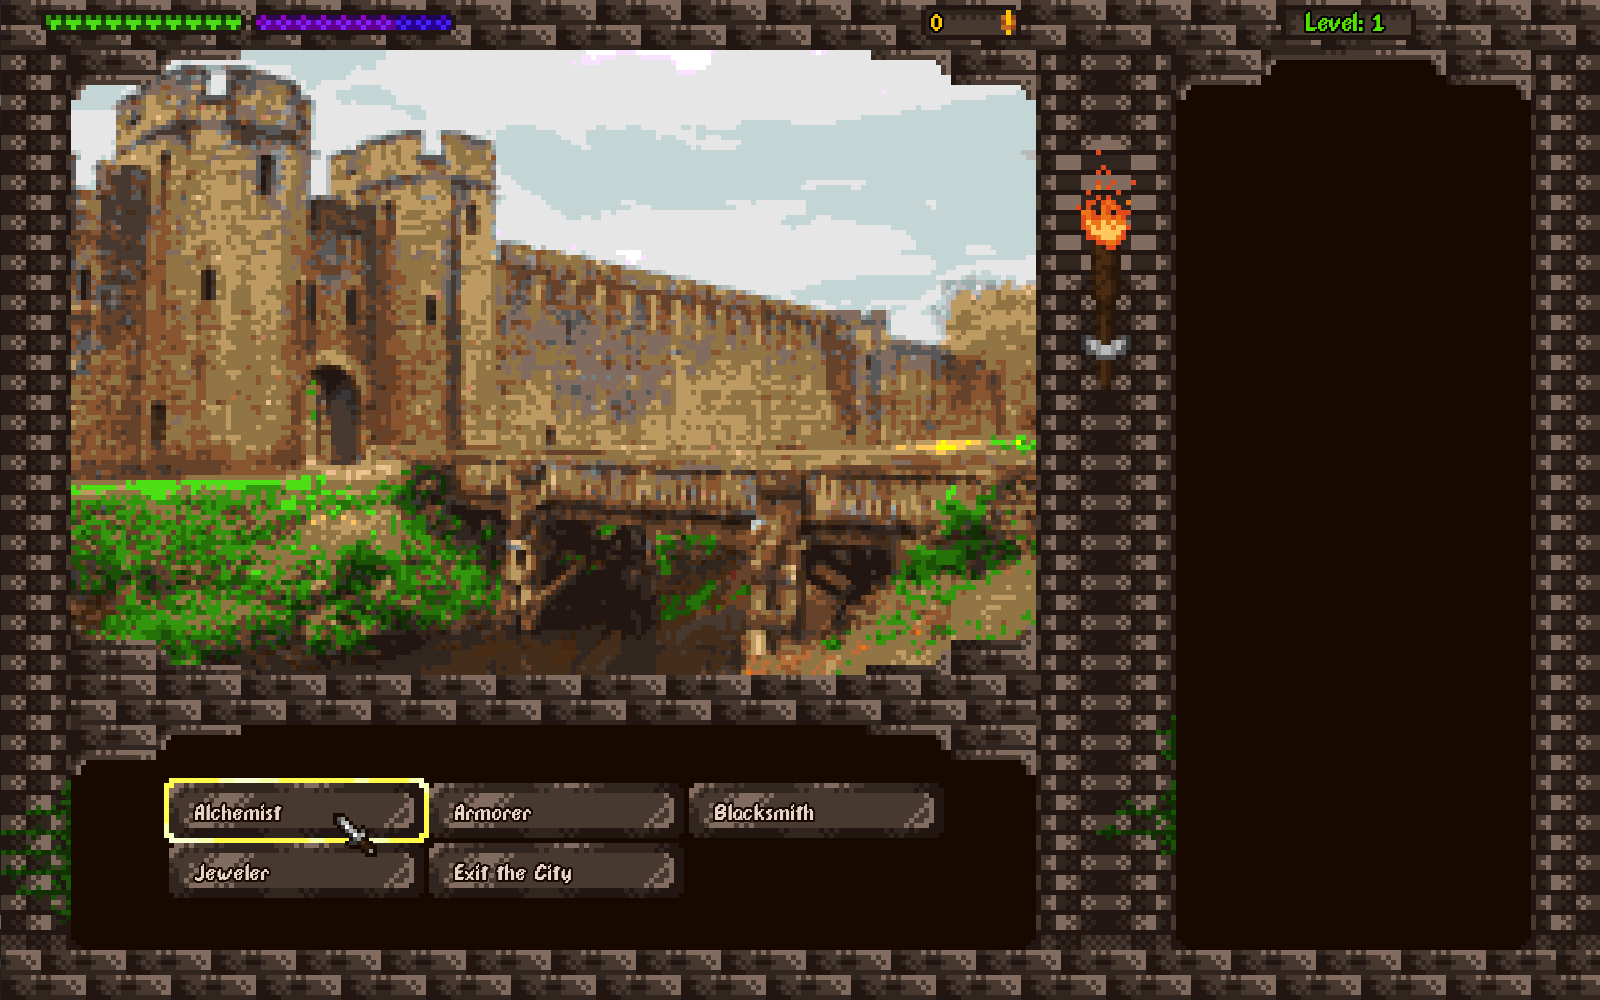 0
Level: 1
Alchemist
Armorer
Blacksmith
Jeweler
Exit the City